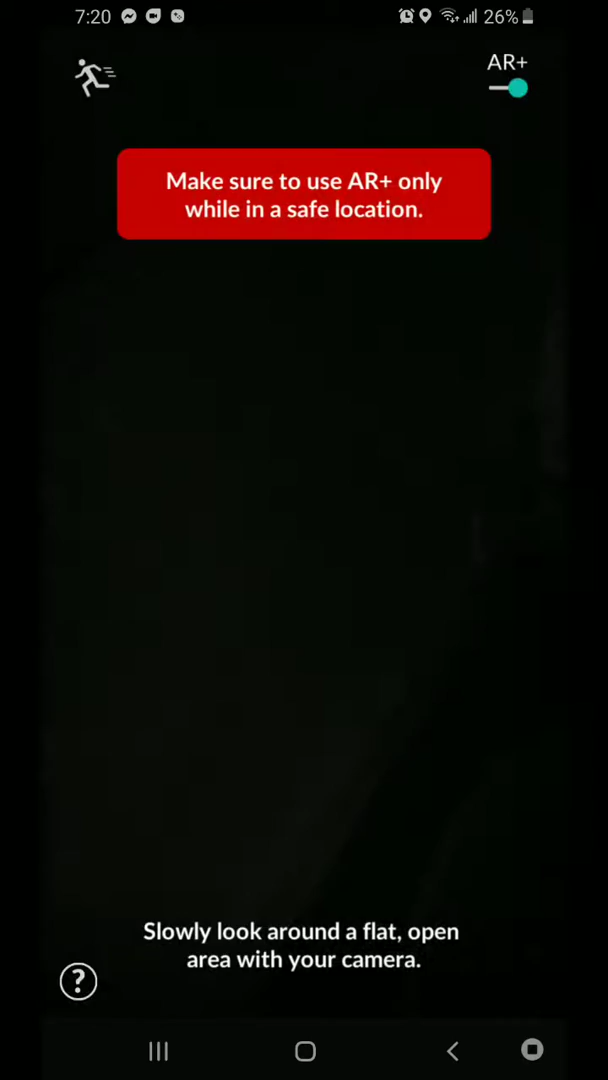 7:20
26%
AR+
Make sure to use AR+ only
while in a safe location.
Slowly look around a flat, open
area with your camera.
?